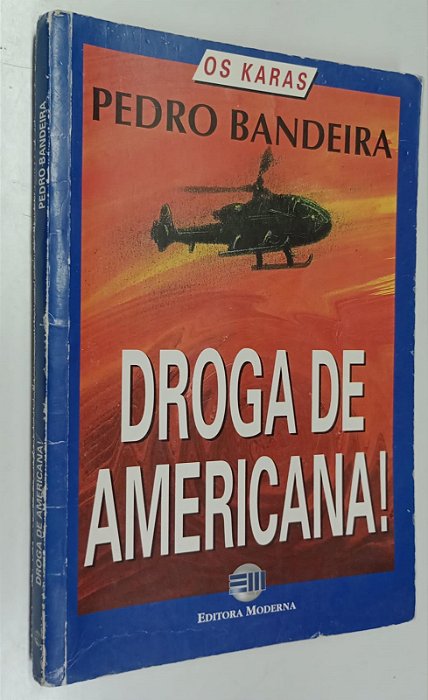 OS KARAS
PEDRO BANDEIRA
DROGA DE
AMERICANA!
EDITORA MODERNA
DROGA DE AMERICANA!
PEDRO BANDEIRA